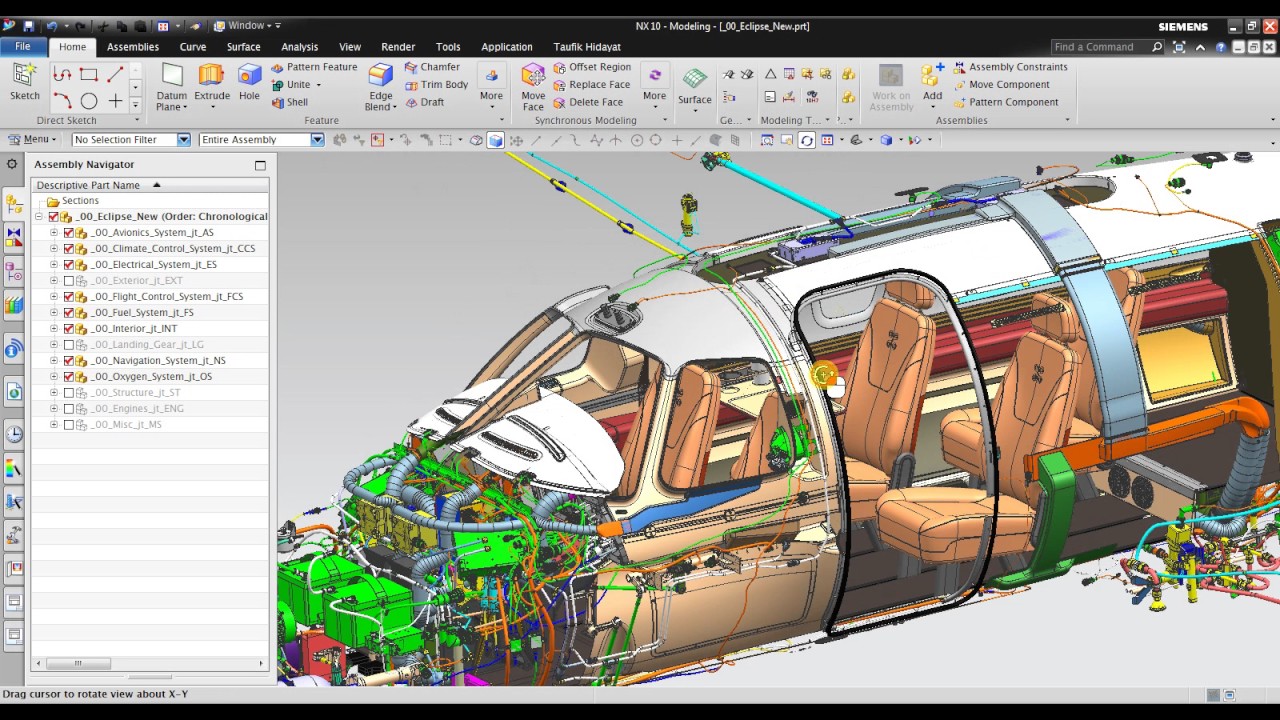 Window
NX 10 - Modeling - [_00_Eclipse_New.prt]
SIEMENS
File Home Assemblies Curve Surface Analysis View Render Tools Application Taufik Hidayat
Find a Command
Sketch
Direct Sketch
Datum Plane
Extrude
Hole
Pattern Feature
Unite
Shell
Edge Blend
Chamfer
Trim Body
Draft
More
Feature
Move Face
Offset Region
Replace Face
Delete Face
More
Synchronous Modeling
Surface
Ge...
Modeling T...
Work on Assembly
Add
Assembly Constraints
Move Component
Pattern Component
Assemblies
Menu
No Selection Filter
Entire Assembly
Assembly Navigator
Descriptive Part Name
Sections
_00_Eclipse_New (Order: Chronological
_00_Avionics_System_jt_AS
_00_Climate_Control_System_jt_CCS
_00_Electrical_System_jt_ES
_00_Exterior_jt_EXT
_00_Flight_Control_System_jt_FCS
_00_Fuel_System_jt_FS
_00_Interior_jt_INT
_00_Landing_Gear_jt_LG
_00_Navigation_System_jt_NS
_00_Oxygen_System_jt_OS
_00_Structure_jt_ST
_00_Engines_jt_ENG
_00_Misc_jt_MS
Drag cursor to rotate view about X-Y